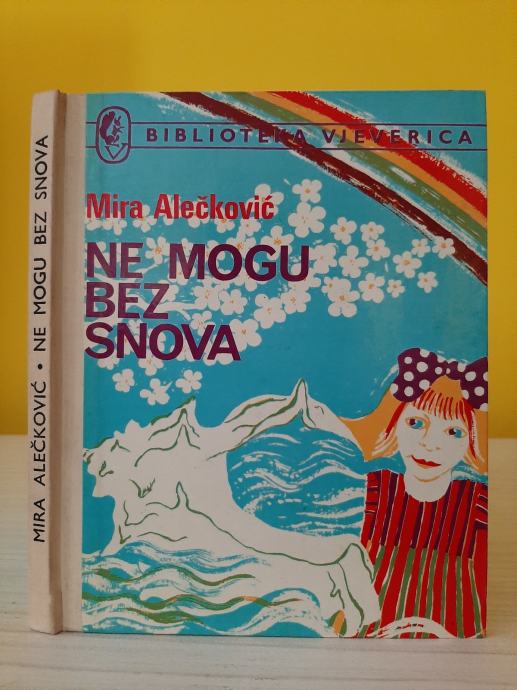 MIRA ALEČKOVIĆ • NE MOGU BEZ SNOVA
BIBLIOTEKA VJEVERICA
Mira Alečković
NE MOGU
BEZ
SNOVA